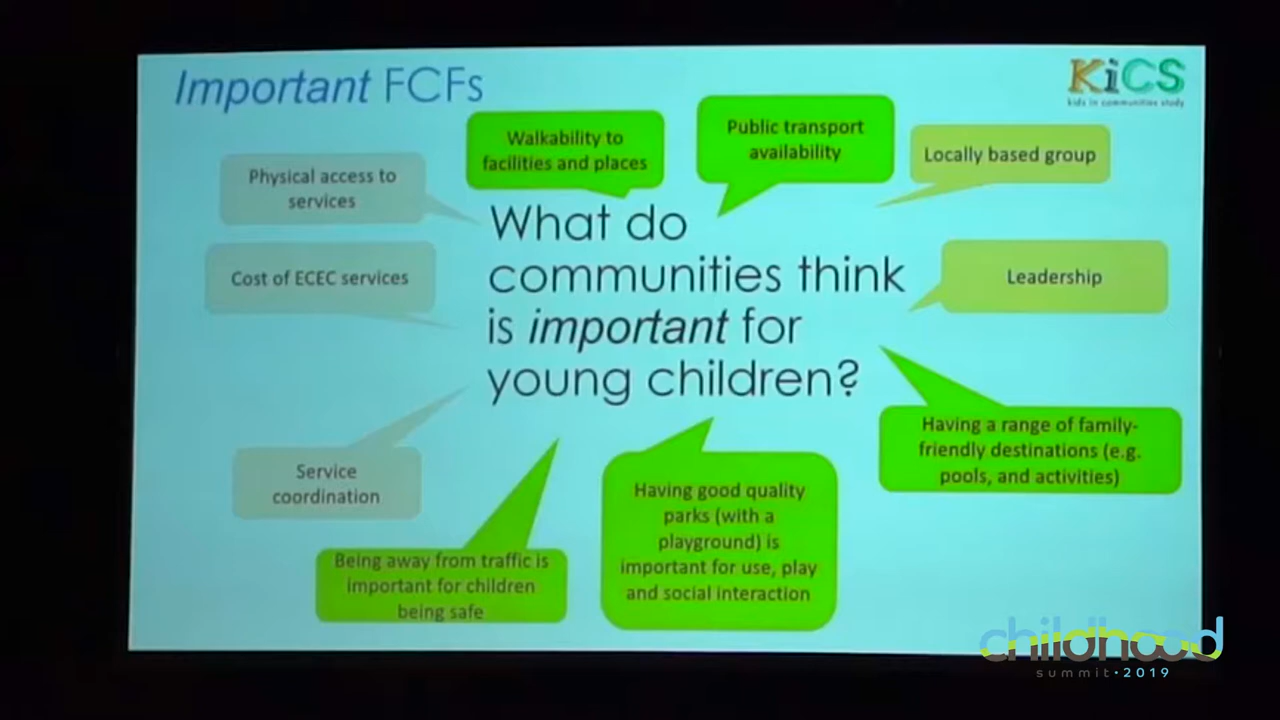 Important FCFs
KiCS
kids in communities study
Walkability to
facilities and places
Public transport
availability
Locally based group
Physical access to
services
What do
communities think
is important for
young children?
Cost of ECEC services
Leadership
Having a range of family-
friendly destinations (e.g.
pools, and activities)
Service
coordination
Having good quality
parks (with a
playground) is
important for use, play
and social interaction
Being away from traffic is
important for children
being safe
childhood
summit·2019